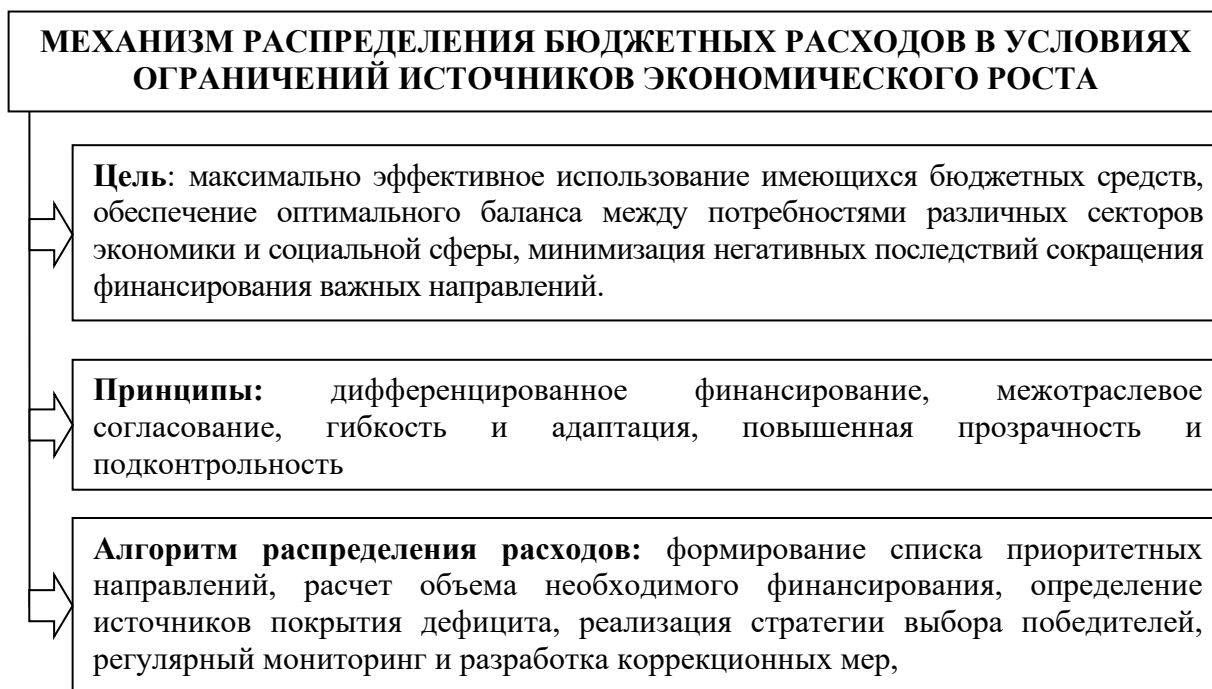 МЕХАНИЗМ РАСПРЕДЕЛЕНИЯ БЮДЖЕТНЫХ РАСХОДОВ В УСЛОВИЯХ
ОГРАНИЧЕНИЙ ИСТОЧНИКОВ ЭКОНОМИЧЕСКОГО РОСТА
Цель: максимально эффективное использование имеющихся бюджетных средств,
обеспечение оптимального баланса между потребностями различных секторов
экономики и социальной сферы, минимизация негативных последствий сокращения
финансирования важных направлений.
Принципы: дифференцированное финансирование, межотраслевое
согласование, гибкость и адаптация, повышенная прозрачность и
подконтрольность
Алгоритм распределения расходов: формирование списка приоритетных
направлений, расчет объема необходимого финансирования, определение
источников покрытия дефицита, реализация стратегии выбора победителей,
регулярный мониторинг и разработка коррекционных мер,